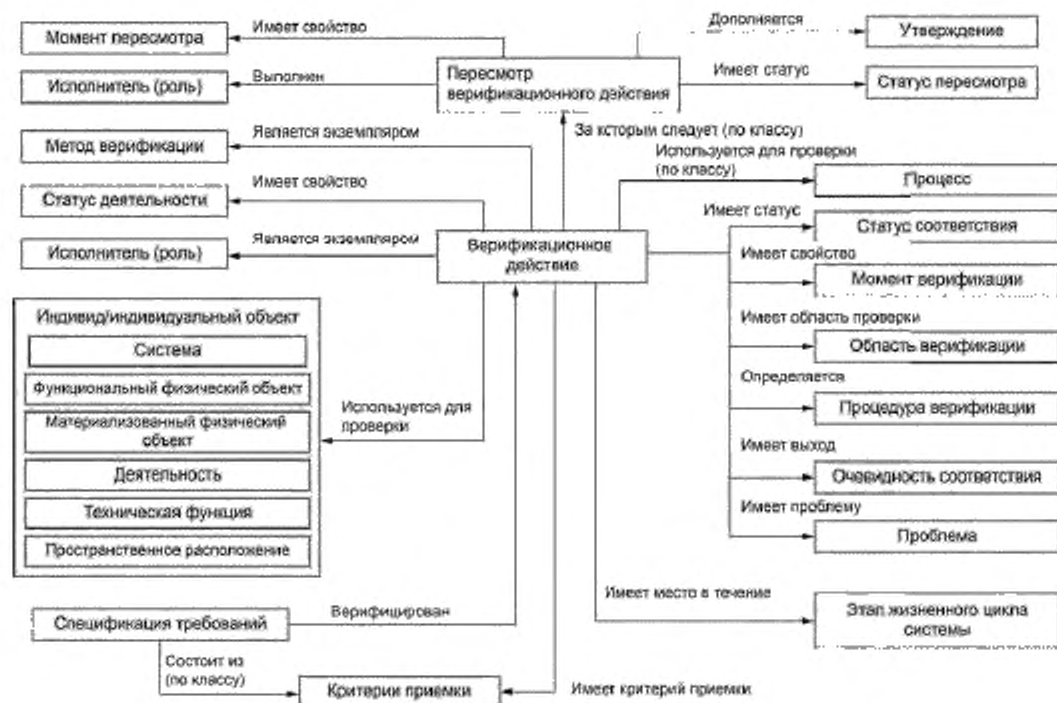 Момент пересмотра
Имеет свойство
Дополняется
Утверждение
Исполнитель (роль)
Выполнен
Пересмотр
верификационного действия
Имеет статус
Статус пересмотра
Метод верификации
Является экземпляром
За кторым следует (по классу)
Используется для проверки
(по классу)
Процесс
Статус деятельности
Имеет свойство
Имеет статус
Статус соответствия
Исполнитель (роль)
Является экземпляром
Верификационное
действие
Имеет свойство
Момент верификации
Индивид/индивидуальный объект
Система
Функциональный физический объект
Материализованный физический
объект
Деятельность
Техническая функция
Пространственное расположение
Используется для
проверки
Имеет область проверки
Область верификации
Определяется
Процедура верификации
Имеет выход
Очевидность соответствия
Имеет проблему
Проблема
Спецификация требований
Верифицирован
Имеет место в течение
Этап жизненного цикла
системы
Состоит из
(по классу)
Критерии приемки
Имеет критерий приемки